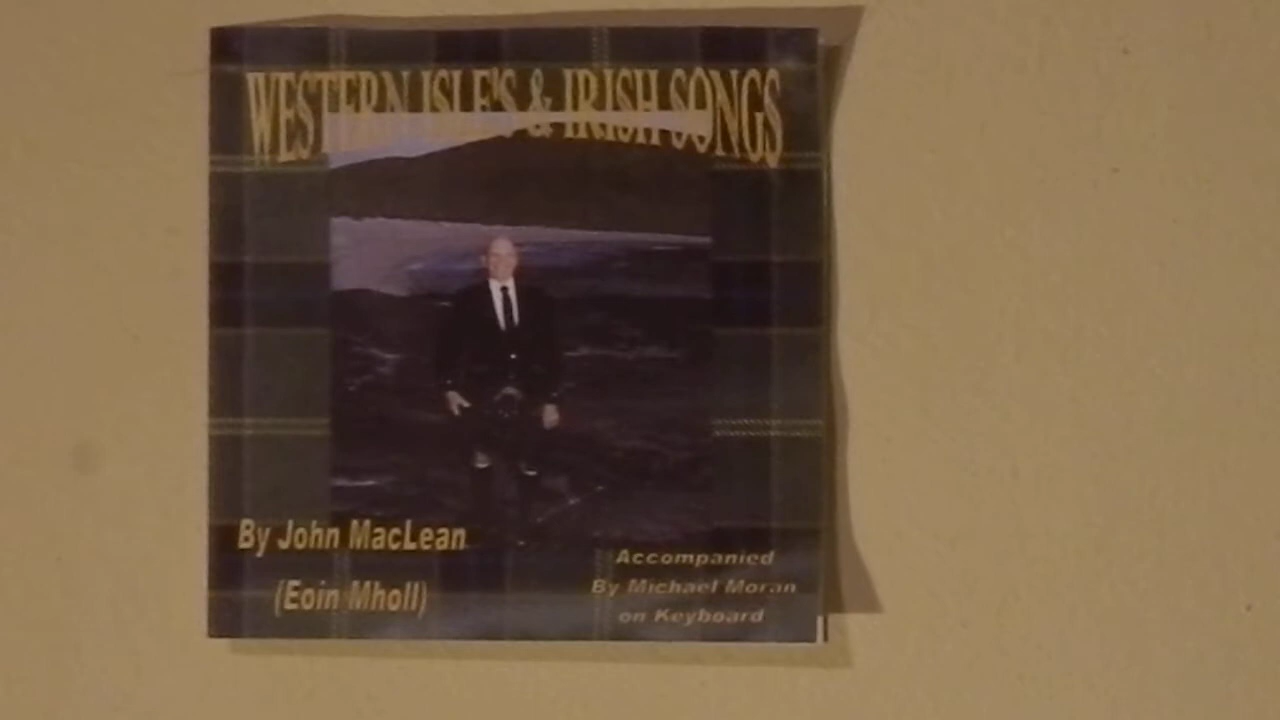 WESTERN ISLE'S & IRISH SONGS
By John MacLean
(Eoin Mholl)
Accompanied
By Michael Moran
on Keyboard